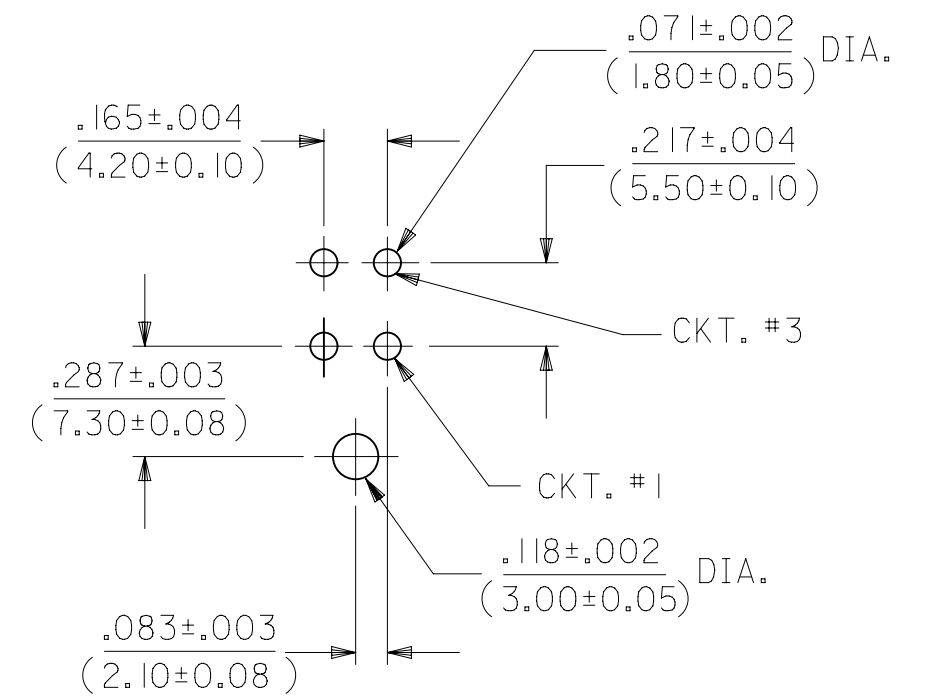 .071±.002
(1.80±0.05) DIA.
.165±.004
(4.20±0.10)
.217±.004
(5.50±0.10)
CKT. #3
.287±.003
(7.30±0.08)
CKT. #1
.118±.002
(3.00±0.05) DIA.
.083±.003
(2.10±0.08)